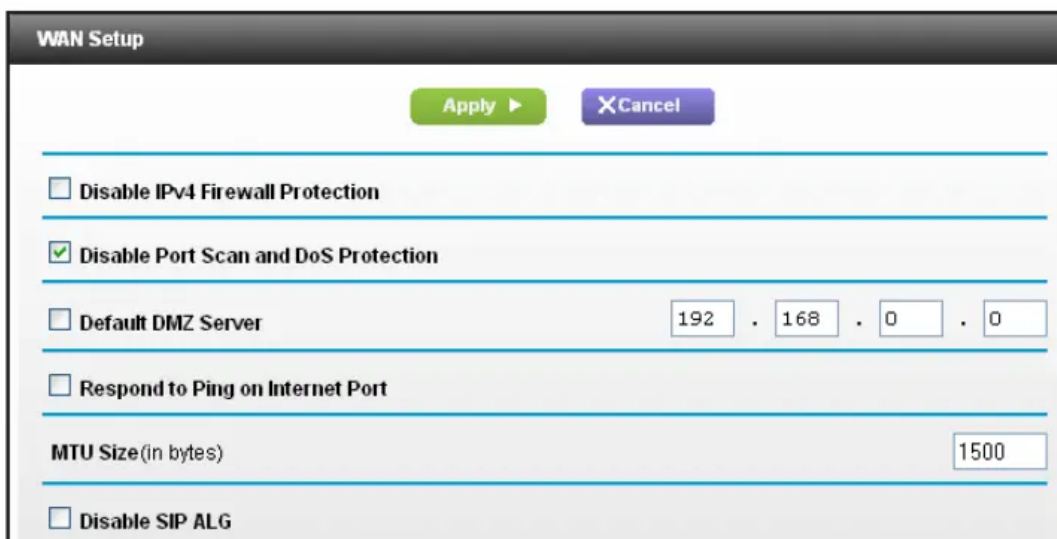 WAN Setup
Apply
Cancel
Disable IPv4 Firewall Protection
Disable Port Scan and DoS Protection
Default DMZ Server 192 . 168 . 0 . 0
Respond to Ping on Internet Port
MTU Size(in bytes) 1500
Disable SIP ALG